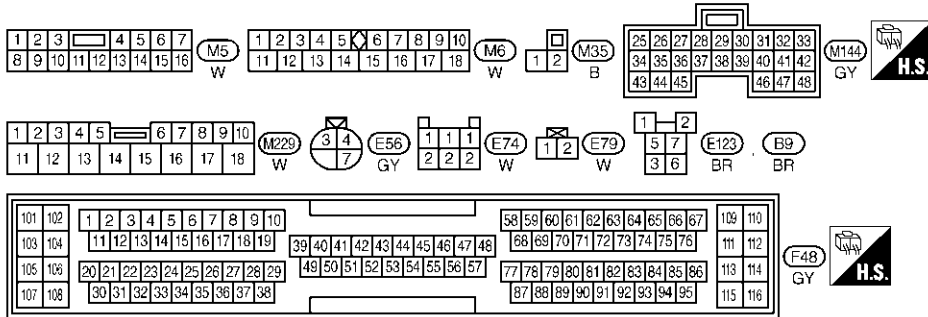 1 2 3 4 5 6 7
8 9 10 11 12 13 14 15 16
M5
W
1 2 3 4 5 6 7 8 9 10
11 12 13 14 15 16 17 18
M6
W
1 2
M35
B
25 26 27 28 29 30 31 32 33
34 35 36 37 38 39 40 41 42
43 44 45 46 47 48
M144
GY
H.S.
1 2 3 4 5 6 7 8 9 10
11 12 13 14 15 16 17 18
M229
W
3 4
7
E56
GY
1 1 1
2 2 2
E74
W
1 2
E79
W
1 2
5 7
3 6
E123
BR
,
B9
BR
101 102
103 104
105 106
107 108
1 2 3 4 5 6 7 8 9 10
11 12 13 14 15 16 17 18 19
20 21 22 23 24 25 26 27 28 29
30 31 32 33 34 35 36 37 38
39 40 41 42 43 44 45 46 47 48
49 50 51 52 53 54 55 56 57
58 59 60 61 62 63 64 65 66 67
68 69 70 71 72 73 74 75 76
77 78 79 80 81 82 83 84 85 86
87 88 89 90 91 92 93 94 95
109 110
111 112
113 114
115 116
F48
GY
H.S.